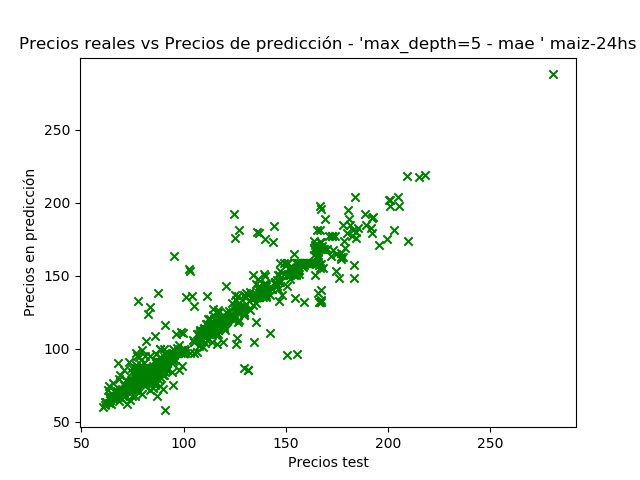 Precios reales vs Precios de predicción - 'max_depth=5 - mae ' maiz-24hs
250
200
150
100
50
Precios en predicción
50 100 150 200 250
Precios test